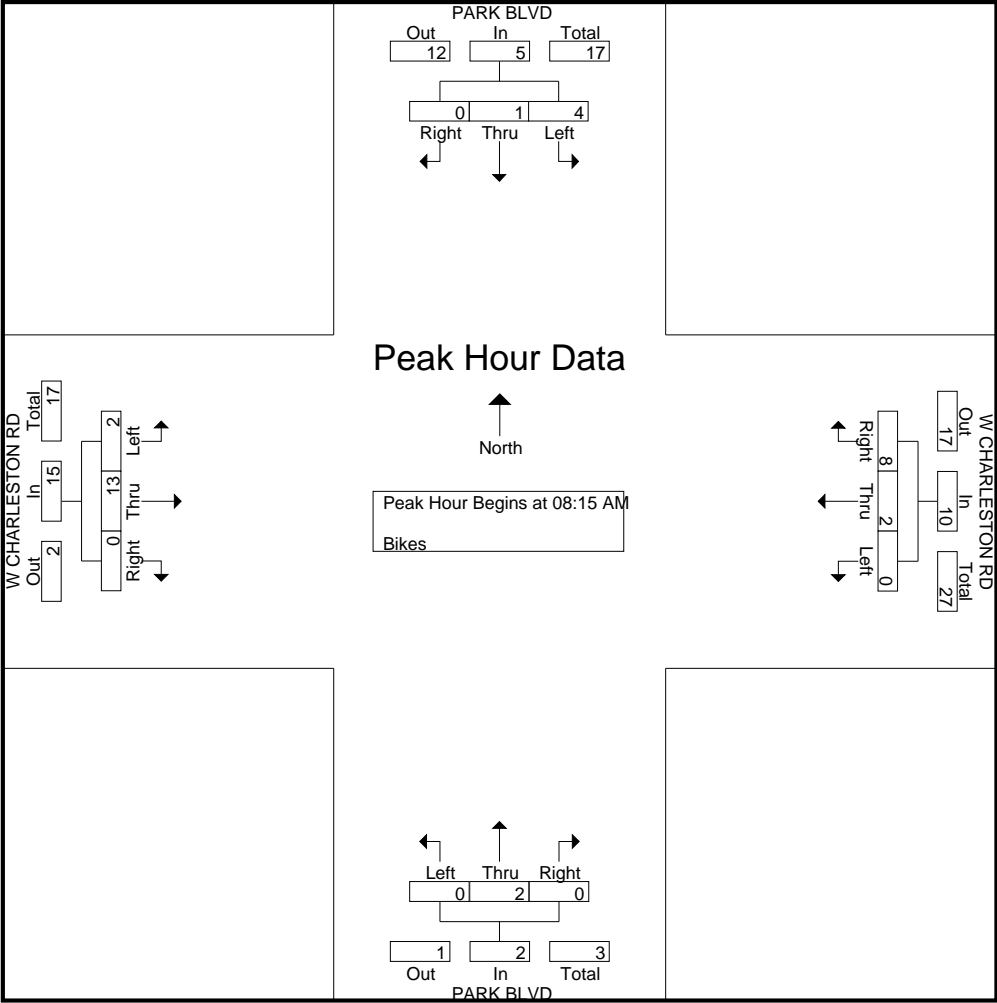 PARK BLVD
Out In Total
12 5 17
0 1 4
Right Thru Left
Peak Hour Data
North
Peak Hour Begins at 08:15 AM
Bikes
W CHARLESTON RD
Out In Total
2 15 17
Right Thru Left
0 13 2
W CHARLESTON RD
Out In Total
17 10 27
Right Thru Left
8 2 0
Left Thru Right
0 2 0
1 2 3
Out In Total
PARK BLVD